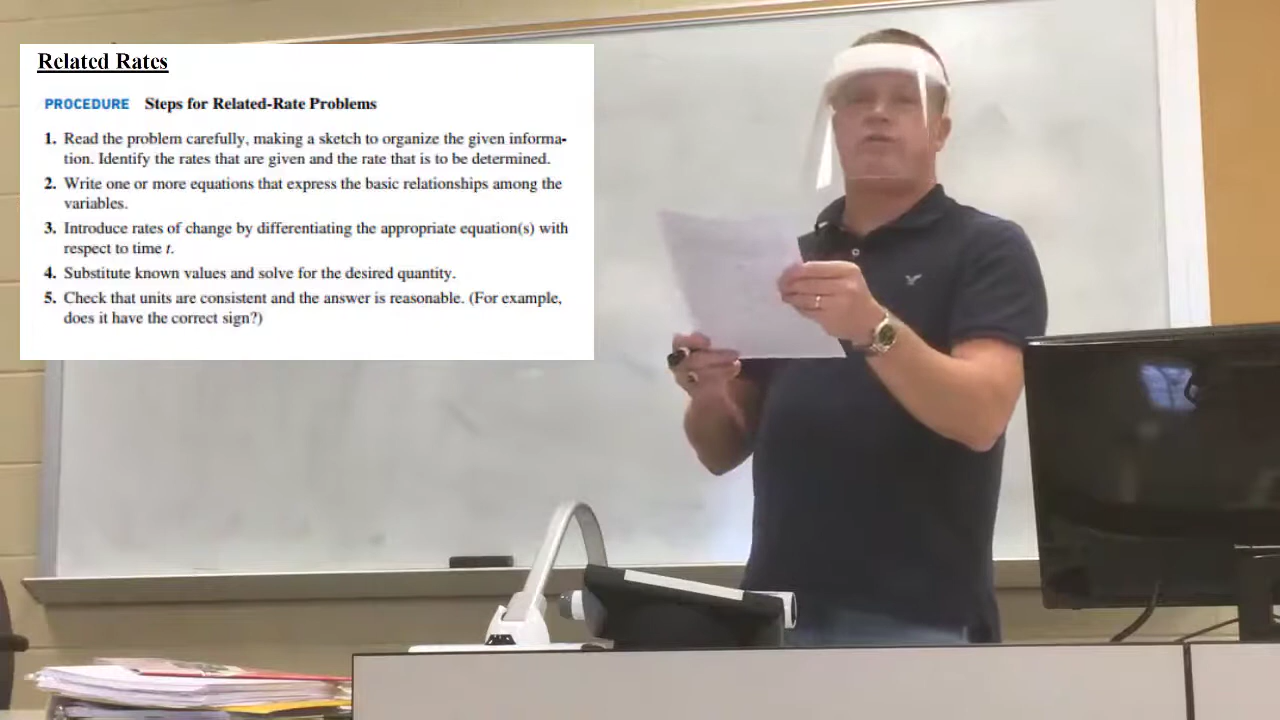 Related Rates
PROCEDURE Steps for Related-Rate Problems
1. Read the problem carefully, making a sketch to organize the given informa-
tion. Identify the rates that are given and the rate that is to be determined.
2. Write one or more equations that express the basic relationships among the
variables.
3. Introduce rates of change by differentiating the appropriate equation(s) with
respect to time t.
4. Substitute known values and solve for the desired quantity.
5. Check that units are consistent and the answer is reasonable. (For example,
does it have the correct sign?)